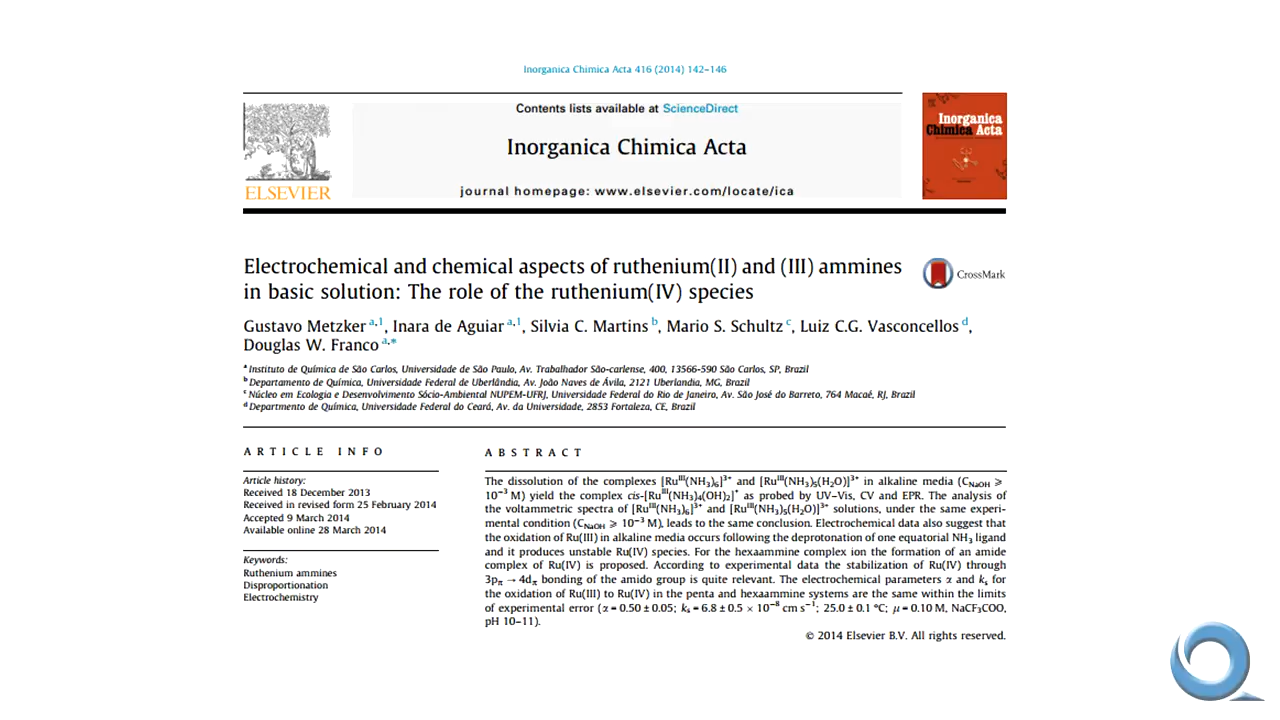 Inorganica Chimica Acta 416 (2014) 142–146
Contents lists available at ScienceDirect
Inorganica Chimica Acta
journal homepage: www.elsevier.com/locate/ica
ELSEVIER
Inorganica
Chimica Acta
Electrochemical and chemical aspects of ruthenium(II) and (III) ammines
in basic solution: The role of the ruthenium(IV) species
CrossMark
Gustavo Metzker a,1, Inara de Aguiar a,1, Silvia C. Martins b, Mario S. Schultz c, Luiz C.G. Vasconcellos d,
Douglas W. Franco a,*
a Instituto de Química de São Carlos, Universidade de São Paulo, Av. Trabalhador São-carlense, 400, 13566-590 São Carlos, SP, Brazil
b Departamento de Química, Universidade Federal de Uberlândia, Av. João Naves de Ávila, 2121 Uberlandia, MG, Brazil
c Núcleo em Ecologia e Desenvolvimento Sócio-Ambiental NUPEM-UFRJ, Universidade Federal do Rio de Janeiro, Av. São José do Barreto, 764 Macaé, RJ, Brazil
d Department de Química, Universidade Federal do Ceará, Av. da Universidade, 2853 Fortaleza, CE, Brazil
ARTICLE INFO
Article history:
Received 18 December 2013
Received in revised form 25 February 2014
Accepted 9 March 2014
Available online 28 March 2014
Keywords:
Ruthenium ammines
Disproportionation
Electrochemistry
ABSTRACT
The dissolution of the complexes [Ru^III(NH₃)₆]³⁺ and [Ru^III(NH₃)₅(H₂O)]³⁺ in alkaline media (C_NaOH ⩾
10⁻³ M) yield the complex cis-[Ru^III(NH₃)₄(OH)₂]⁺ as probed by UV–Vis, CV and EPR. The analysis of
the voltammetric spectra of [Ru^III(NH₃)₆]³⁺ and [Ru^III(NH₃)₅(H₂O)]³⁺ solutions, under the same experi-
mental condition (C_NaOH ⩾ 10⁻³ M), leads to the same conclusion. Electrochemical data also suggest that
the oxidation of Ru(III) in alkaline media occurs following the deprotonation of one equatorial NH₃ ligand
and it produces unstable Ru(IV) species. For the hexaammine complex ion the formation of an amide
complex of Ru(IV) is proposed. According to experimental data the stabilization of Ru(IV) through
3pπ → 4dπ bonding of the amido group is quite relevant. The electrochemical parameters α and kₛ for
the oxidation of Ru(III) to Ru(IV) in the penta and hexaammine systems are the same within the limits
of experimental error (α = 0.50 ± 0.05; kₛ = 6.8 ± 0.5 × 10⁻⁸ cm s⁻¹; 25.0 ± 0.1 °C; μ = 0.10 M, NaCF₃COO,
pH 10–11).
© 2014 Elsevier B.V. All rights reserved.